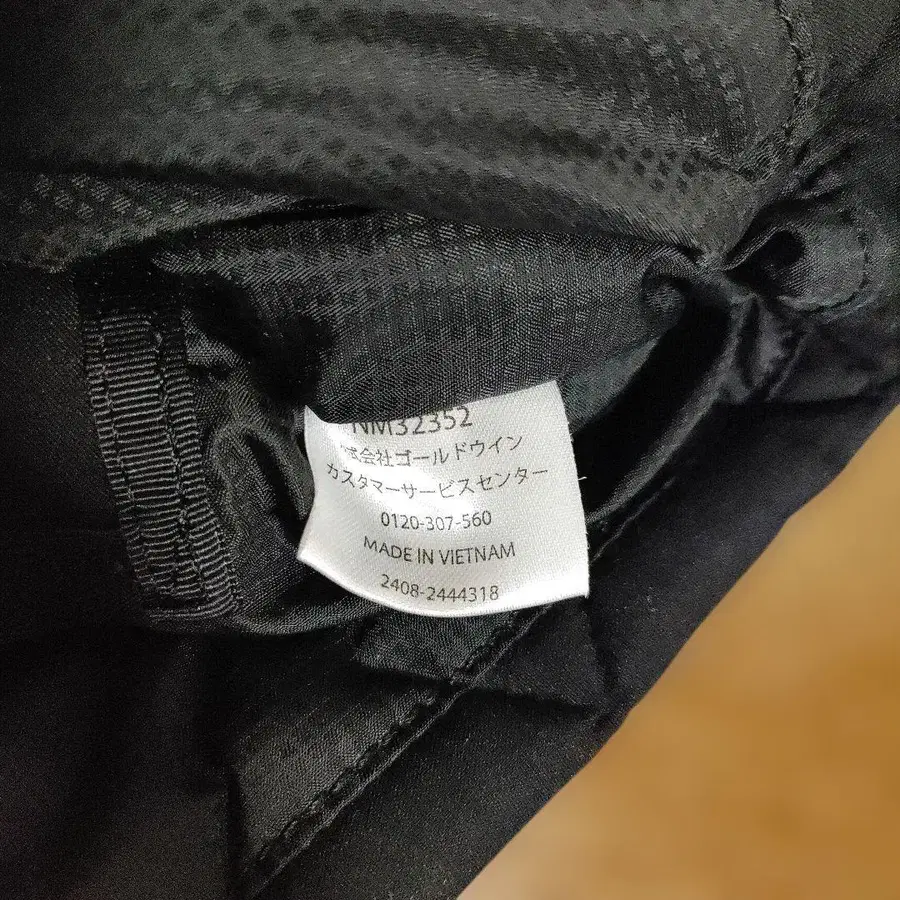 NM32352
式会社ゴールドウイン
カスタマーサービスセンター
0120-307-560
MADE IN VIETNAM
2408-2444318